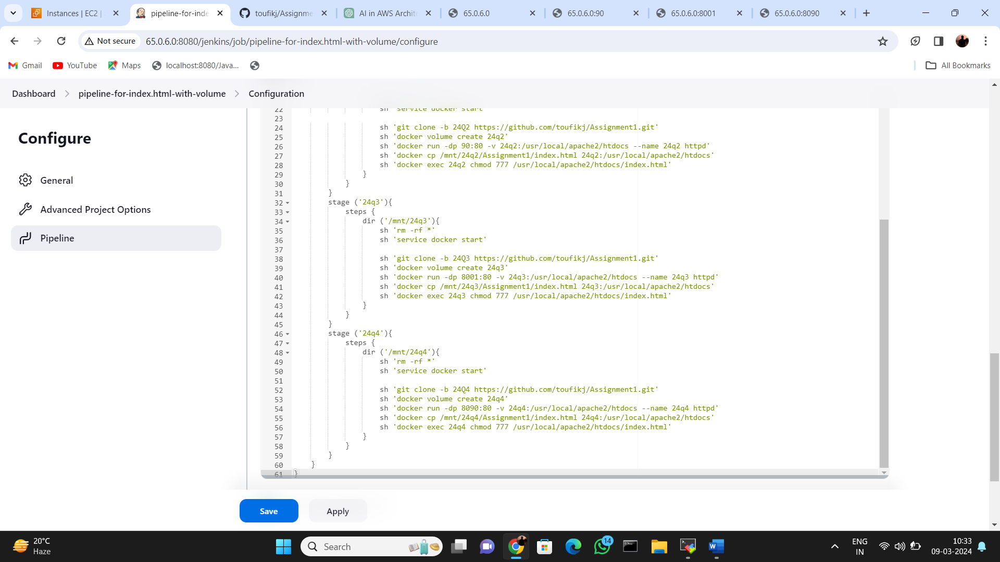 Instances | EC2 |
pipeline-for-inde
toufikj/Assignme
AI in AWS Archite
65.0.6.0
65.0.6.0:90
65.0.6.0:8001
65.0.6.0:8090
Not secure
65.0.6.0:8080/jenkins/job/pipeline-for-index.html-with-volume/configure
Gmail
YouTube
Maps
localhost:8080/Java...
All Bookmarks
Dashboard
pipeline-for-index.html-with-volume
Configuration
Configure
General
Advanced Project Options
Pipeline
22 sh 'service docker start'
23
24 sh 'git clone -b 24Q2 https://github.com/toufikj/Assignment1.git'
25 sh 'docker volume create 24q2'
26 sh 'docker run -dp 90:80 -v 24q2:/usr/local/apache2/htdocs --name 24q2 httpd'
27 sh 'docker cp /mnt/24q2/Assignment1/index.html 24q2:/usr/local/apache2/htdocs'
28 sh 'docker exec 24q2 chmod 777 /usr/local/apache2/htdocs/index.html'
29 }
30 }
31 }
32 stage ('24q3'){
33 steps {
34 dir ('/mnt/24q3'){
35 sh 'rm -rf *'
36 sh 'service docker start'
37
38 sh 'git clone -b 24Q3 https://github.com/toufikj/Assignment1.git'
39 sh 'docker volume create 24q3'
40 sh 'docker run -dp 8001:80 -v 24q3:/usr/local/apache2/htdocs --name 24q3 httpd'
41 sh 'docker cp /mnt/24q3/Assignment1/index.html 24q3:/usr/local/apache2/htdocs'
42 sh 'docker exec 24q3 chmod 777 /usr/local/apache2/htdocs/index.html'
43 }
44 }
45 }
46 stage ('24q4'){
47 steps {
48 dir ('/mnt/24q4'){
49 sh 'rm -rf *'
50 sh 'service docker start'
51
52 sh 'git clone -b 24Q4 https://github.com/toufikj/Assignment1.git'
53 sh 'docker volume create 24q4'
54 sh 'docker run -dp 8090:80 -v 24q4:/usr/local/apache2/htdocs --name 24q4 httpd'
55 sh 'docker cp /mnt/24q4/Assignment1/index.html 24q4:/usr/local/apache2/htdocs'
56 sh 'docker exec 24q4 chmod 777 /usr/local/apache2/htdocs/index.html'
57 }
58 }
59 }
60 }
61 }
Save
Apply
20°C
Haze
Search
14
ENG
IN
10:33
09-03-2024